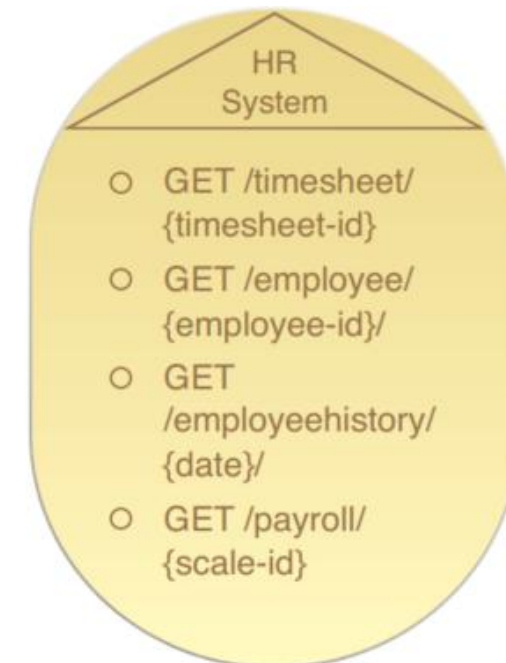 HR
System
GET /timesheet/
{timesheet-id}
GET /employee/
{employee-id}/
GET
/employeehistory/
{date}/
GET /payroll/
{scale-id}